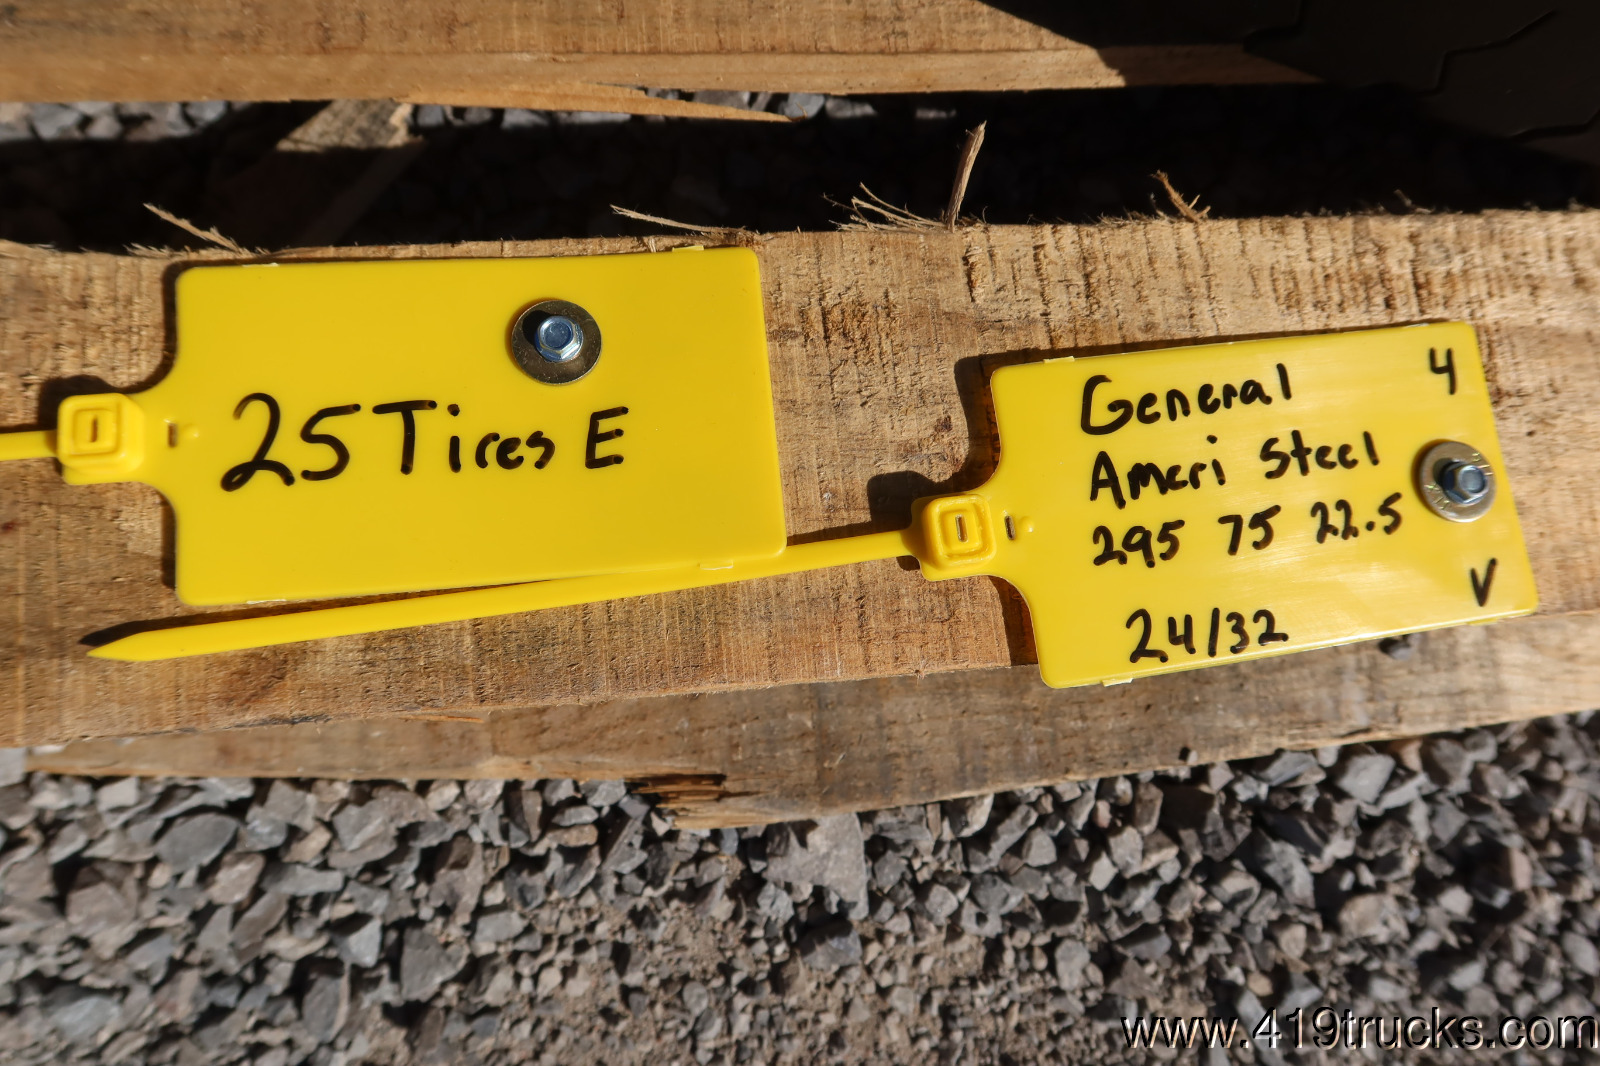 25 Tires E
General 4
Ameri Steel
295 75 22.5
V
24/32
www.419trucks.com